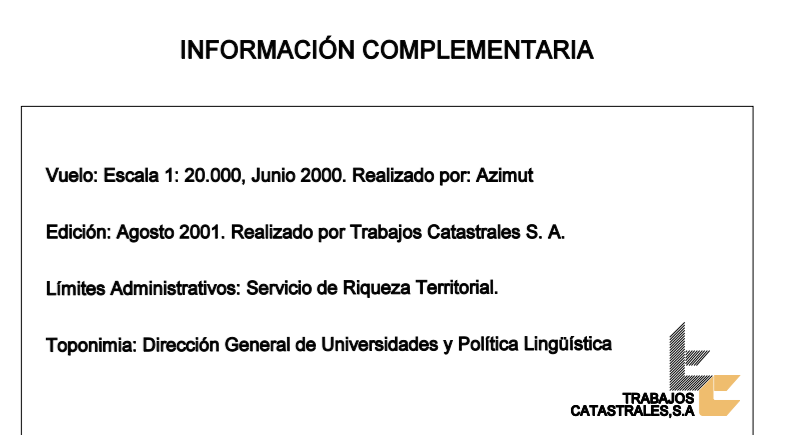 INFORMACIÓN COMPLEMENTARIA
Vuelo: Escala 1: 20.000, Junio 2000. Realizado por: Azimut
Edición: Agosto 2001. Realizado por Trabajos Catastrales S. A.
Límites Administrativos: Servicio de Riqueza Territorial.
Toponimia: Dirección General de Universidades y Política Lingüística
TRABAJOS
CATASTRALES,S.A